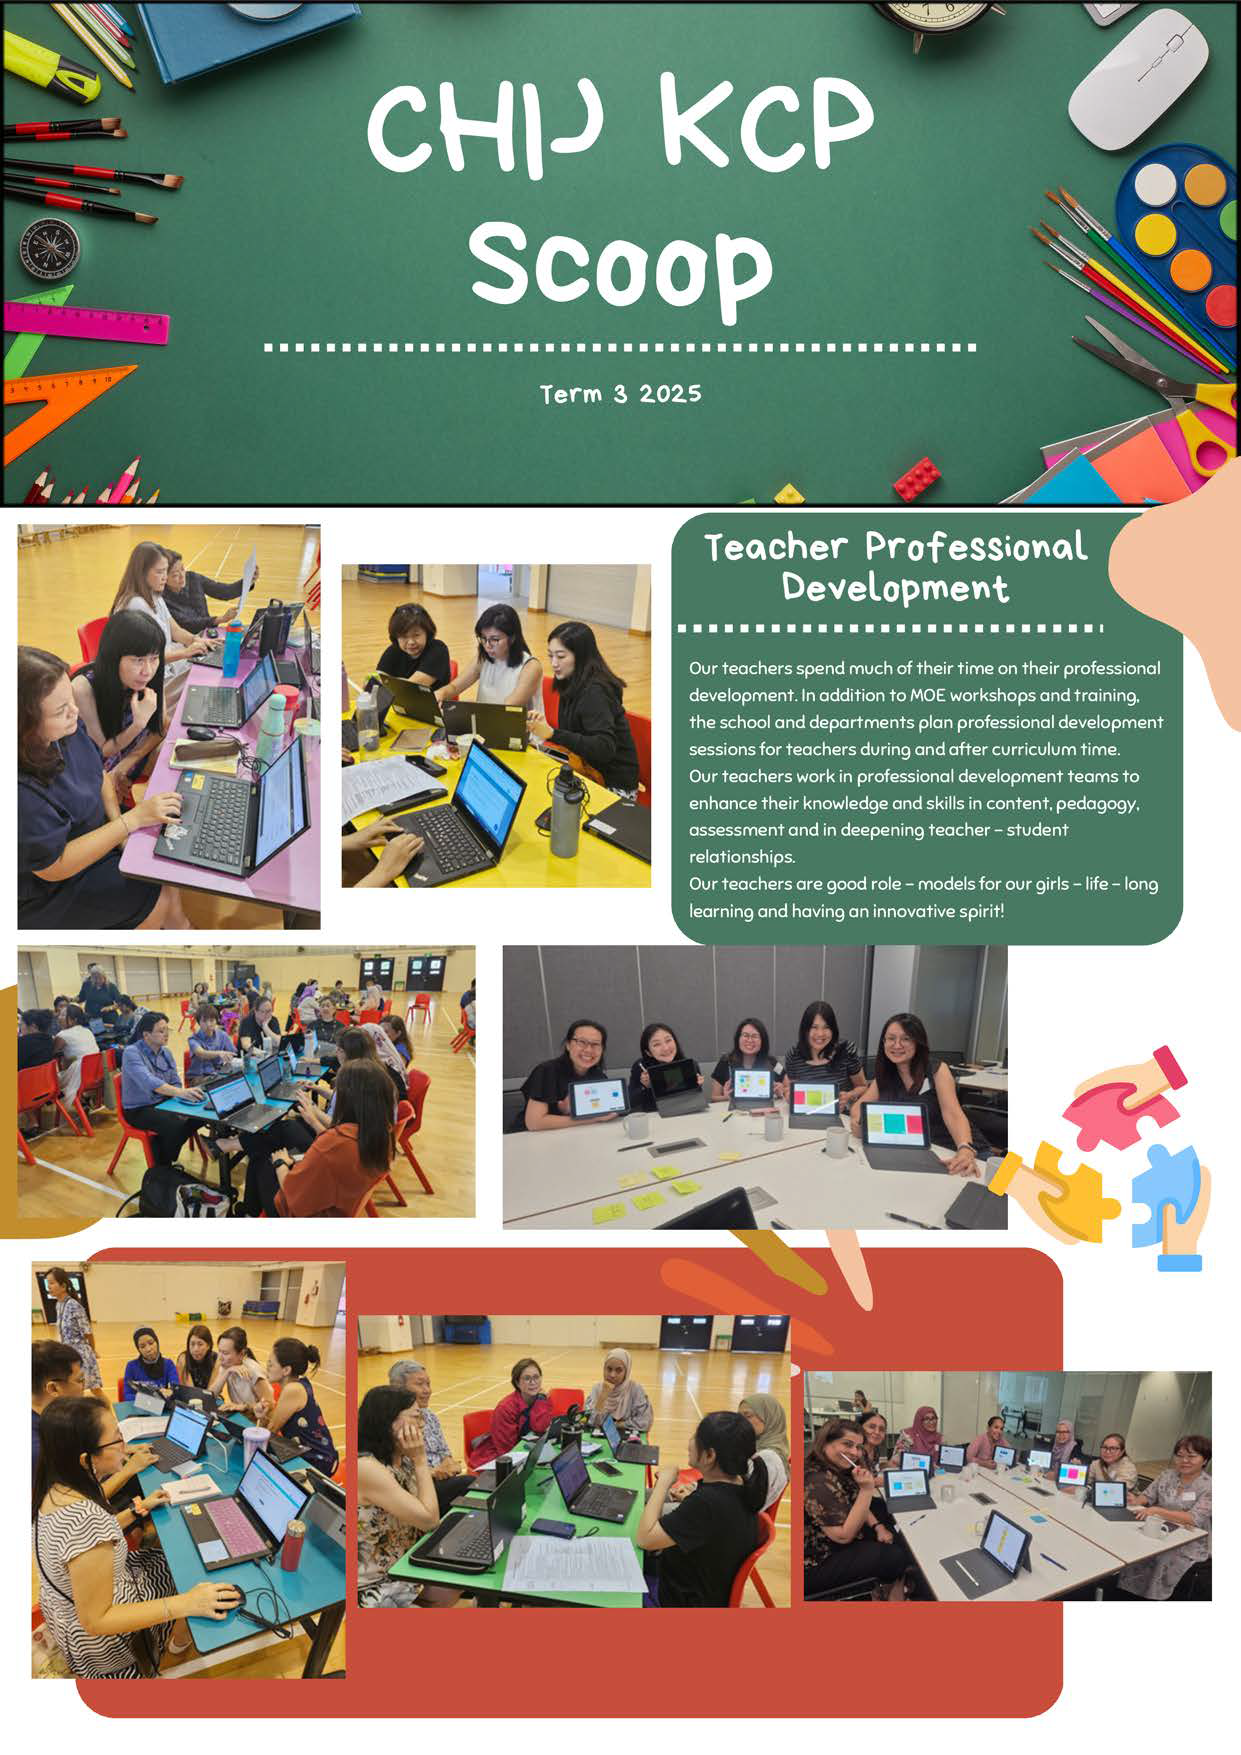 CHIJ KCP
Scoop
Term 3 2025
Teacher Professional
Development
Our teachers spend much of their time on their professional
development. In addition to MOE workshops and training,
the school and departments plan professional development
sessions for teachers during and after curriculum time.
Our teachers work in professional development teams to
enhance their knowledge and skills in content, pedagogy,
assessment and in deepening teacher – student
relationships.
Our teachers are good role – models for our girls – life – long
learning and having an innovative spirit!